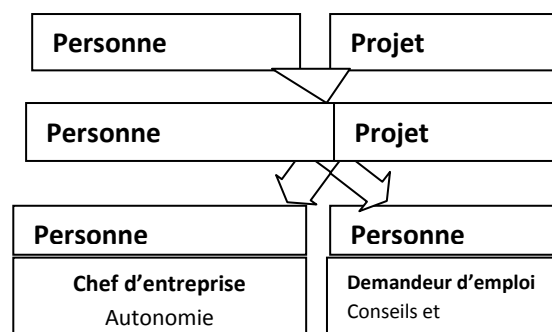 Personne
Projet
Personne
Projet
Personne
Personne
Chef d’entreprise
Autonomie
Demandeur d’emploi
Conseils et